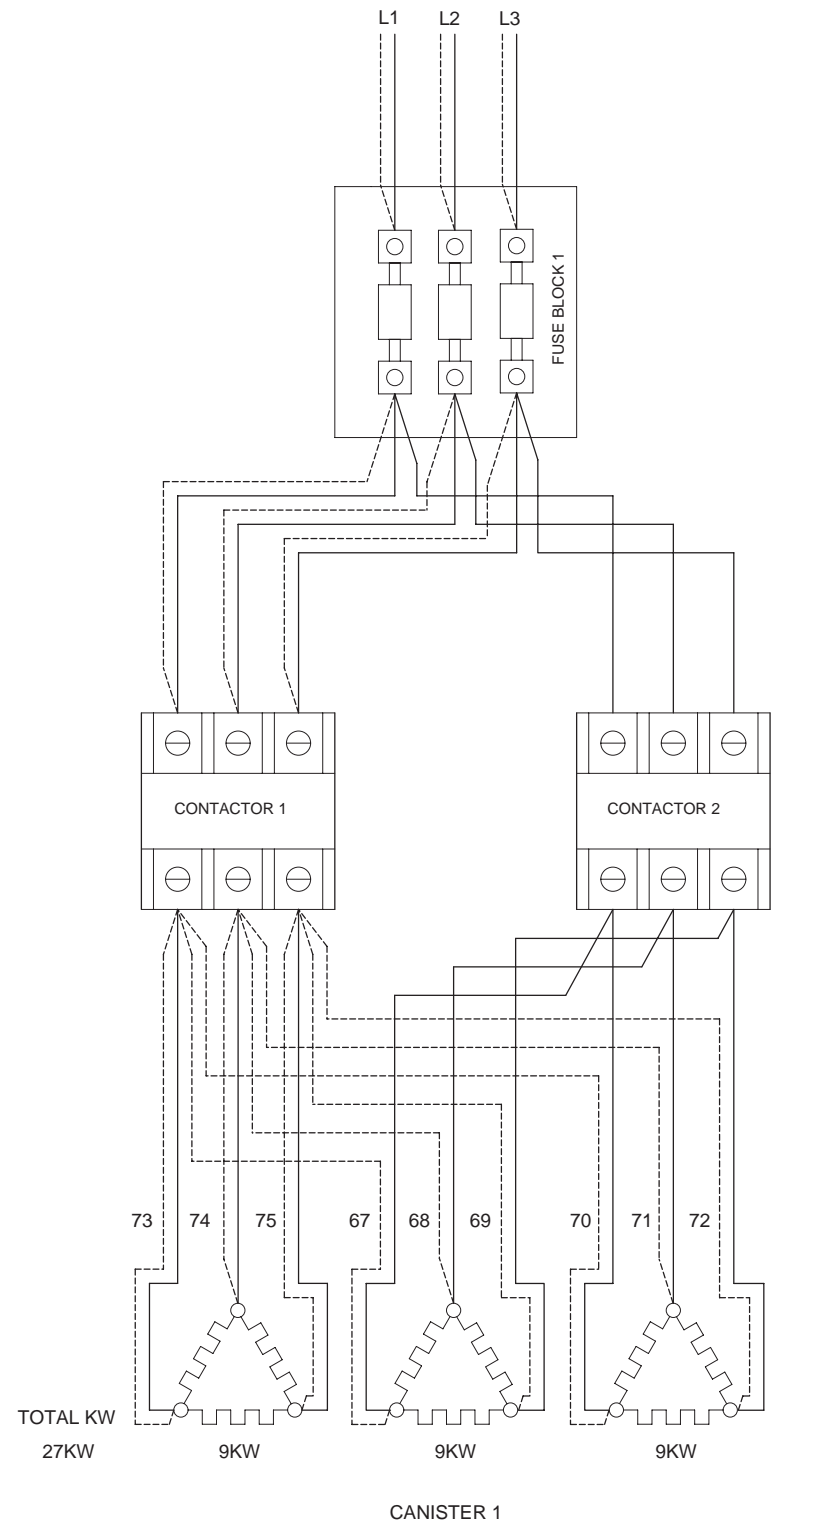 L1 L2 L3
FUSE BLOCK 1
CONTACTOR 1 CONTACTOR 2
73 74 75 67 68 69 70 71 72
TOTAL KW
27KW 9KW 9KW 9KW
CANISTER 1